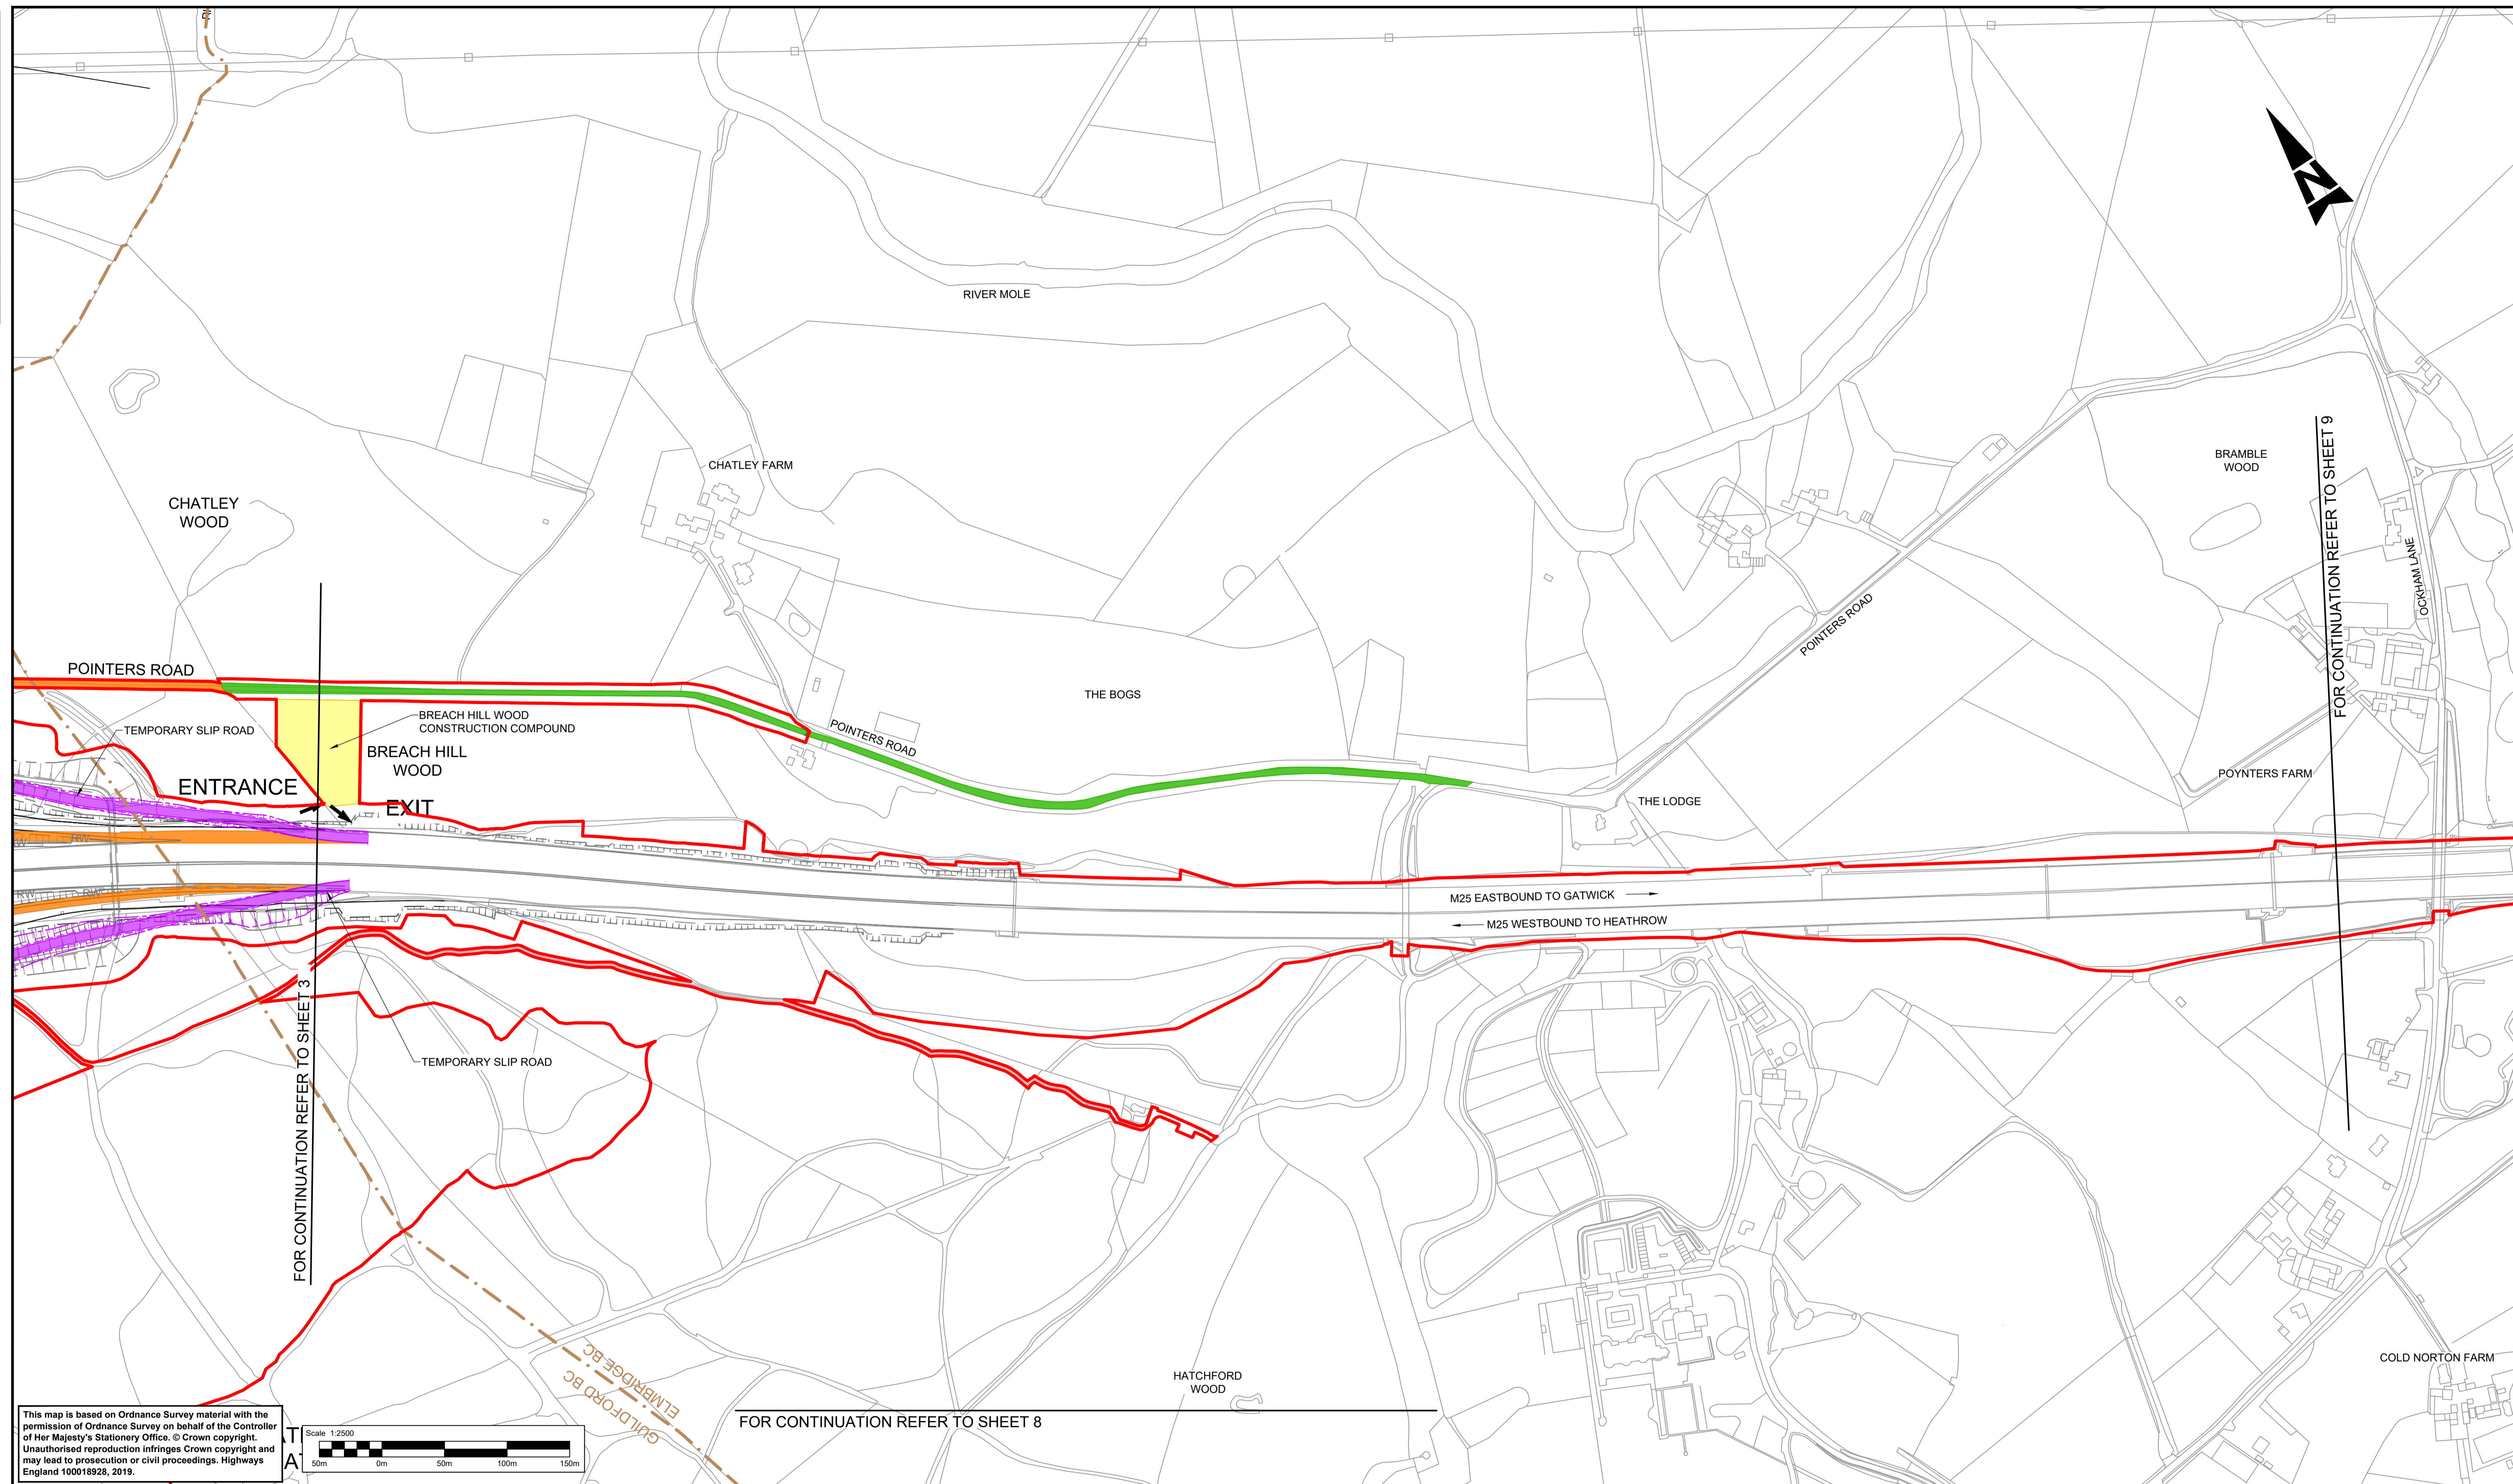 N
RIVER MOLE
CHATLEY FARM
BRAMBLE
WOOD
FOR CONTINUATION REFER TO SHEET 9
CHATLEY
WOOD
OCKHAM LANE
POINTERS ROAD
POINTERS ROAD
THE BOGS
BREACH HILL WOOD
CONSTRUCTION COMPOUND
TEMPORARY SLIP ROAD
POINTERS ROAD
BREACH HILL
WOOD
POYNTERS FARM
ENTRANCE
EXIT
THE LODGE
RW
RW
RW
M25 EASTBOUND TO GATWICK
M25 WESTBOUND TO HEATHROW
FOR CONTINUATION REFER TO SHEET 3
TEMPORARY SLIP ROAD
ELMBRIDGE BC
GUILDFORD BC
HATCHFORD
WOOD
COLD NORTON FARM
FOR CONTINUATION REFER TO SHEET 8
This map is based on Ordnance Survey material with the
permission of Ordnance Survey on behalf of the Controller
of Her Majesty's Stationery Office. © Crown copyright.
Unauthorised reproduction infringes Crown copyright and
may lead to prosecution or civil proceedings. Highways
England 100018928, 2019.
Scale 1:2500
50m 0m 50m 100m 150m